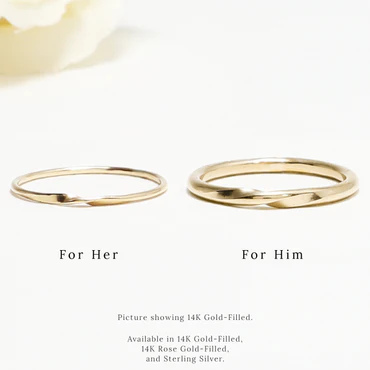 For Her
For Him
Picture showing 14K Gold-Filled.
Available in 14K Gold-Filled,
14K Rose Gold-Filled,
and Sterling Silver.